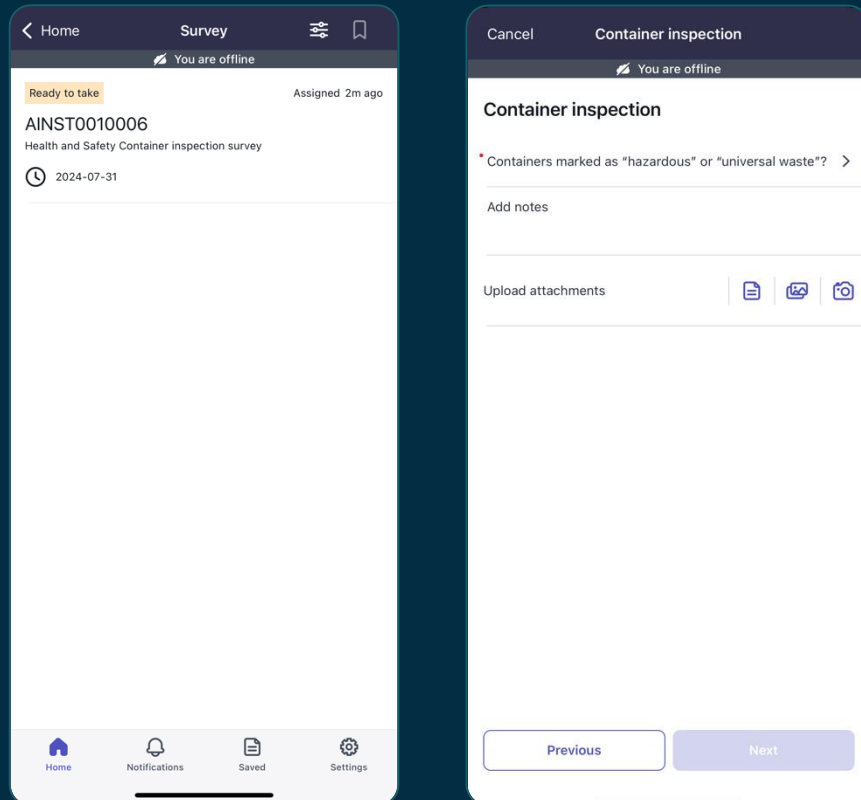 Home
Survey
You are offline
Ready to take
Assigned 2m ago
AINST0010006
Health and Safety Container inspection survey
2024-07-31
Home
Notifications
Saved
Settings
Cancel
Container inspection
You are offline
Container inspection
* Containers marked as “hazardous” or “universal waste”?
Add notes
Upload attachments
Previous
Next